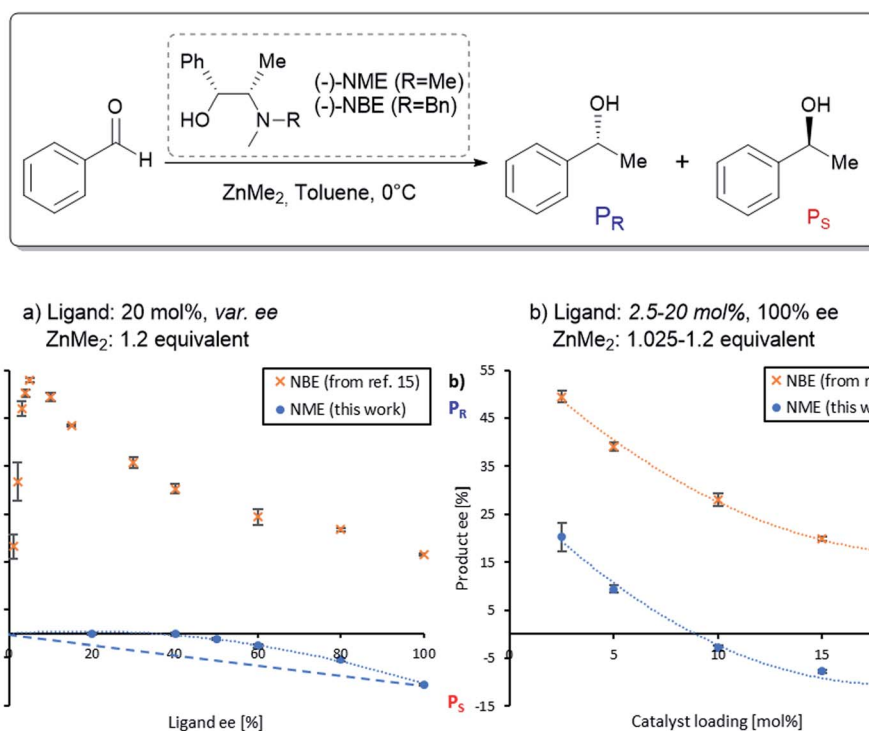 Ph
Me
(-)-NME (R=Me)
(-)-NBE (R=Bn)
HO
N
R
O
H
ZnMe2, Toluene, 0°C
OH
Me
PR
+
OH
Me
PS
a) Ligand: 20 mol%, var. ee
ZnMe2: 1.2 equivalent
b) Ligand: 2.5-20 mol%, 100% ee
ZnMe2: 1.025-1.2 equivalent
NBE (from ref. 15)
NME (this work)
0
20
40
60
80
100
Ligand ee [%]
b)
PR
PS
55
45
35
25
15
5
-5
-15
Product ee [%]
NBE (from r
NME (this w
0
5
10
15
Catalyst loading [mol%]